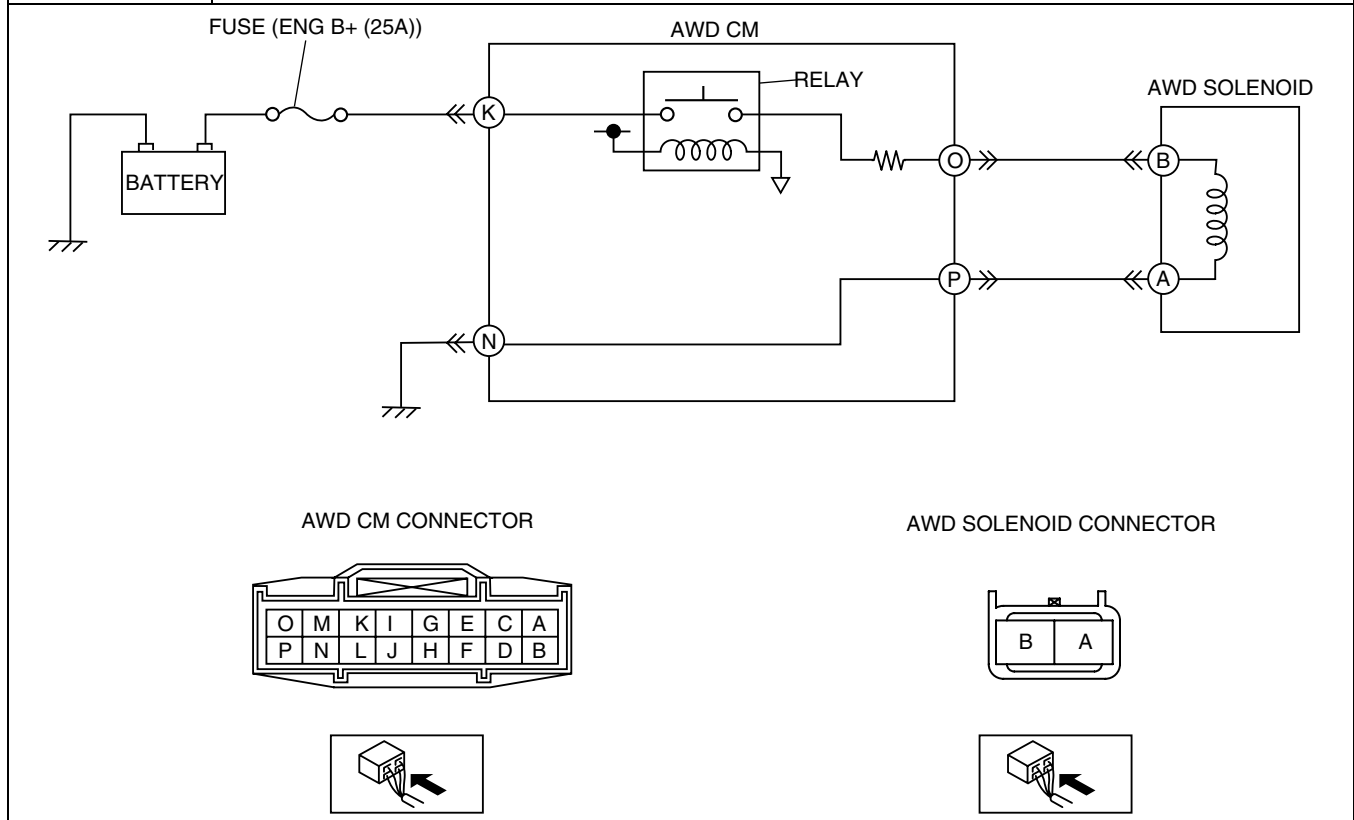 FUSE (ENG B+ (25A))
AWD CM
RELAY
AWD SOLENOID
K
O
B
BATTERY
P
A
N
AWD CM CONNECTOR
AWD SOLENOID CONNECTOR
O M K I G E C A
P N L J H F D B
B A